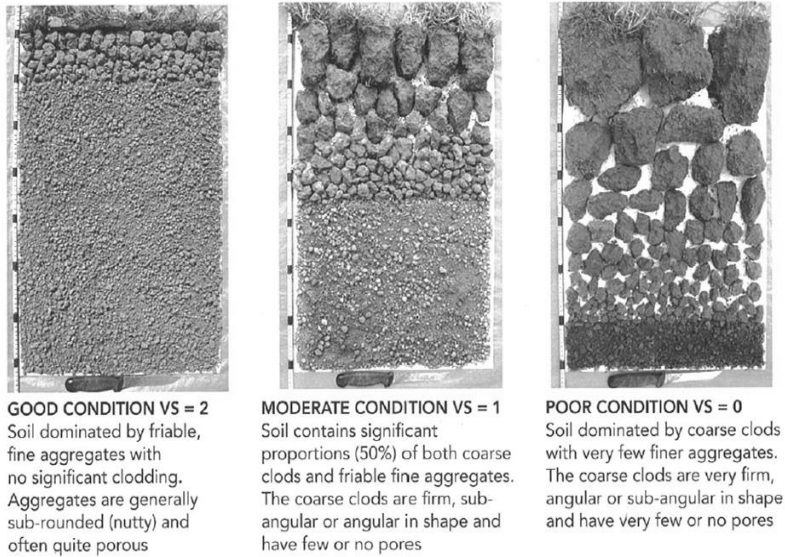 GOOD CONDITION VS = 2
Soil dominated by friable,
fine aggregates with
no significant clodding.
Aggregates are generally
sub-rounded (nutty) and
often quite porous
MODERATE CONDITION VS = 1
Soil contains significant
proportions (50%) of both coarse
clods and friable fine aggregates.
The coarse clods are firm, sub-
angular or angular in shape and
have few or no pores
POOR CONDITION VS = 0
Soil dominated by coarse clods
with very few finer aggregates.
The coarse clods are very firm,
angular or sub-angular in shape
and have very few or no pores